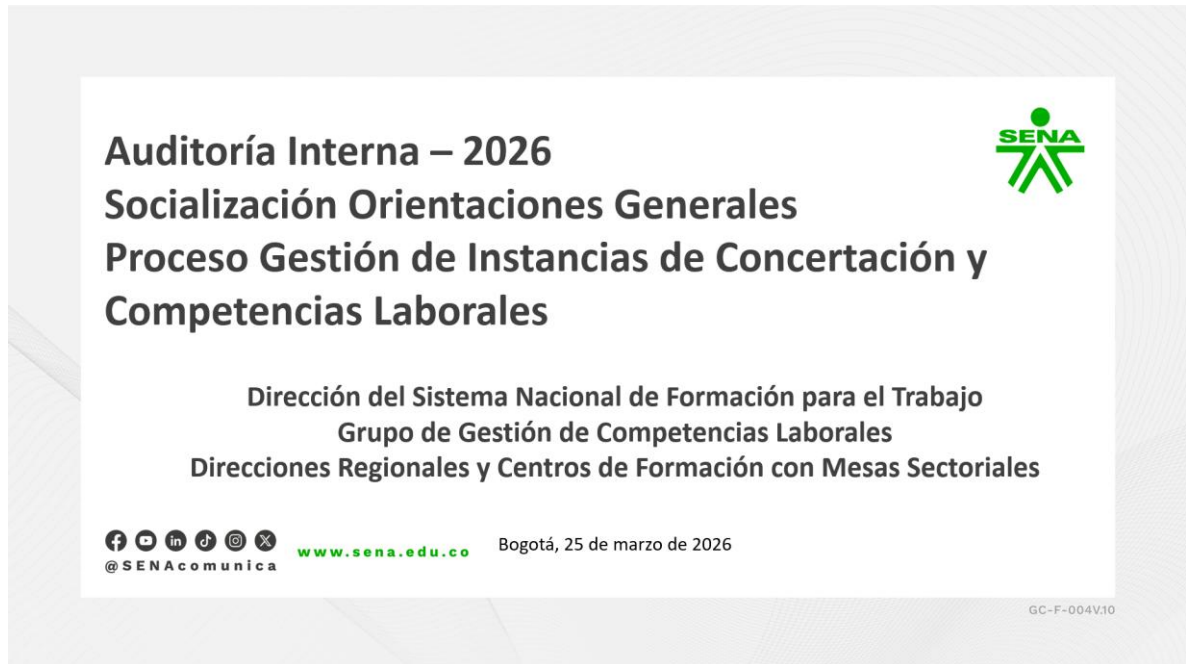 Auditoría Interna – 2026
Socialización Orientaciones Generales
Proceso Gestión de Instancias de Concertación y
Competencias Laborales
SENA
Dirección del Sistema Nacional de Formación para el Trabajo
Grupo de Gestión de Competencias Laborales
Direcciones Regionales y Centros de Formación con Mesas Sectoriales
@SENAcomunica
www.sena.edu.co
Bogotá, 25 de marzo de 2026
GC-F-004V.10